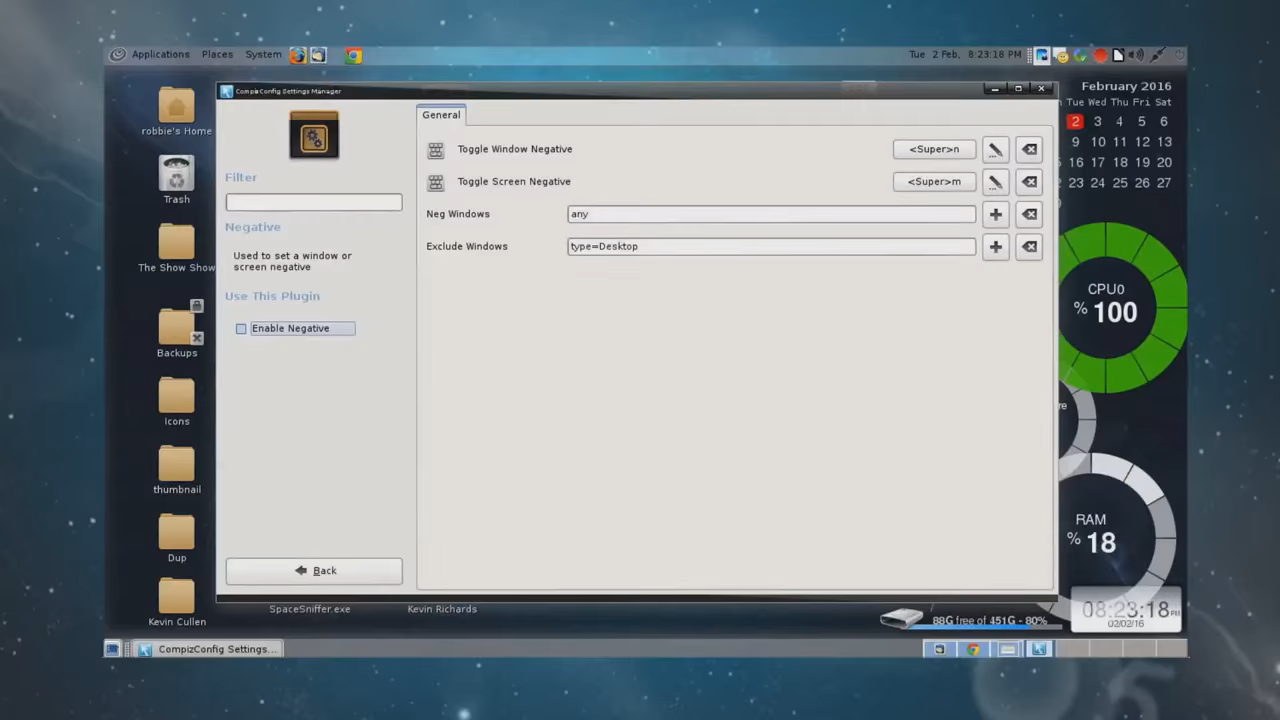 Applications Places System
Tue 2 Feb, 8:23:18 PM
CompizConfig Settings Manager
February 2016
Tue Wed Thu Fri Sat
2 3 4 5 6
9 10 11 12 13
16 17 18 19 20
23 24 25 26 27
robbie's Home
Trash
The Show Show
Backups
Icons
thumbnail
Dup
Kevin Cullen
Filter
Negative
Used to set a window or
screen negative
Use This Plugin
Enable Negative
Back
General
Toggle Window Negative
<Super>n
Toggle Screen Negative
<Super>m
Neg Windows
any
Exclude Windows
type=Desktop
CPU0
% 100
re
RAM
% 18
SpaceSniffer.exe
Kevin Richards
88G free of 451G - 80%
08:23:18 PM
02/02/16
CompizConfig Settings...